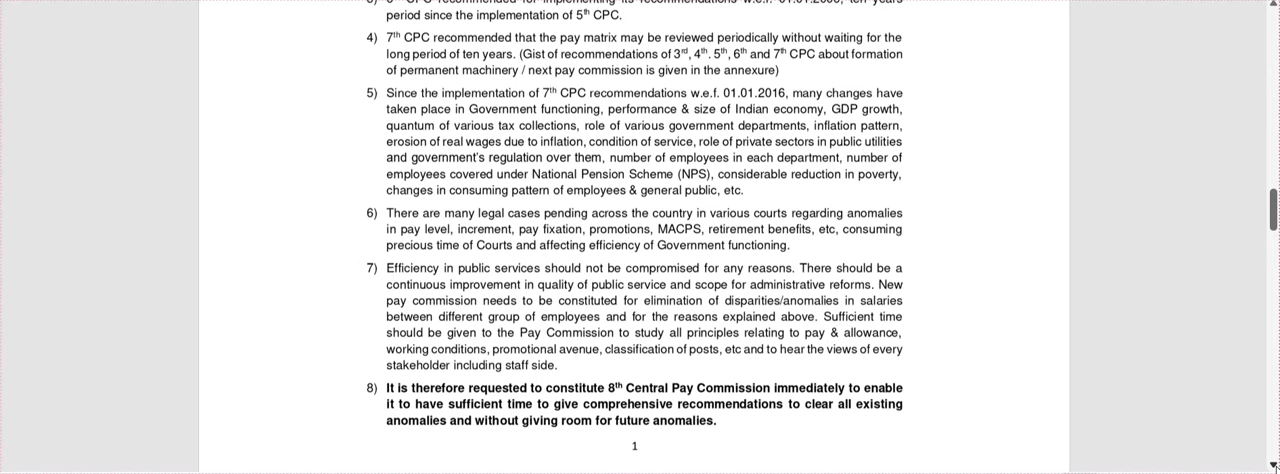 3) 6th CPC recommended for implementing its recommendations w.e.f. 01.01.2006, ten years
period since the implementation of 5th CPC.
4) 7th CPC recommended that the pay matrix may be reviewed periodically without waiting for the
long period of ten years. (Gist of recommendations of 3rd, 4th. 5th, 6th and 7th CPC about formation
of permanent machinery / next pay commission is given in the annexure)
5) Since the implementation of 7th CPC recommendations w.e.f. 01.01.2016, many changes have
taken place in Government functioning, performance & size of Indian economy, GDP growth,
quantum of various tax collections, role of various government departments, inflation pattern,
erosion of real wages due to inflation, condition of service, role of private sectors in public utilities
and government's regulation over them, number of employees in each department, number of
employees covered under National Pension Scheme (NPS), considerable reduction in poverty,
changes in consuming pattern of employees & general public, etc.
6) There are many legal cases pending across the country in various courts regarding anomalies
in pay level, increment, pay fixation, promotions, MACPS, retirement benefits, etc, consuming
precious time of Courts and affecting efficiency of Government functioning.
7) Efficiency in public services should not be compromised for any reasons. There should be a
continuous improvement in quality of public service and scope for administrative reforms. New
pay commission needs to be constituted for elimination of disparities/anomalies in salaries
between different group of employees and for the reasons explained above. Sufficient time
should be given to the Pay Commission to study all principles relating to pay & allowance,
working conditions, promotional avenue, classification of posts, etc and to hear the views of every
stakeholder including staff side.
8) It is therefore requested to constitute 8th Central Pay Commission immediately to enable
it to have sufficient time to give comprehensive recommendations to clear all existing
anomalies and without giving room for future anomalies.
1